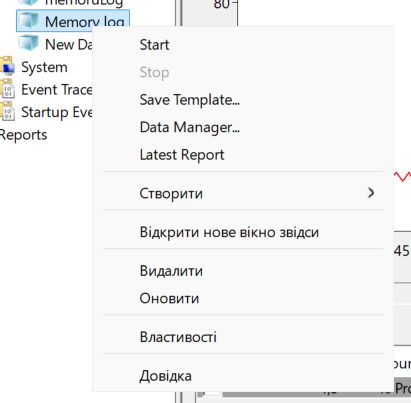 memoruLog
80
Memory log
New Da
System
Event Trace
Startup Eve
Reports
Start
Stop
Save Template...
Data Manager...
Latest Report
Створити
Відкрити нове вікно звідси
Видалити
Оновити
Властивості
Довідка
45
our
Pro